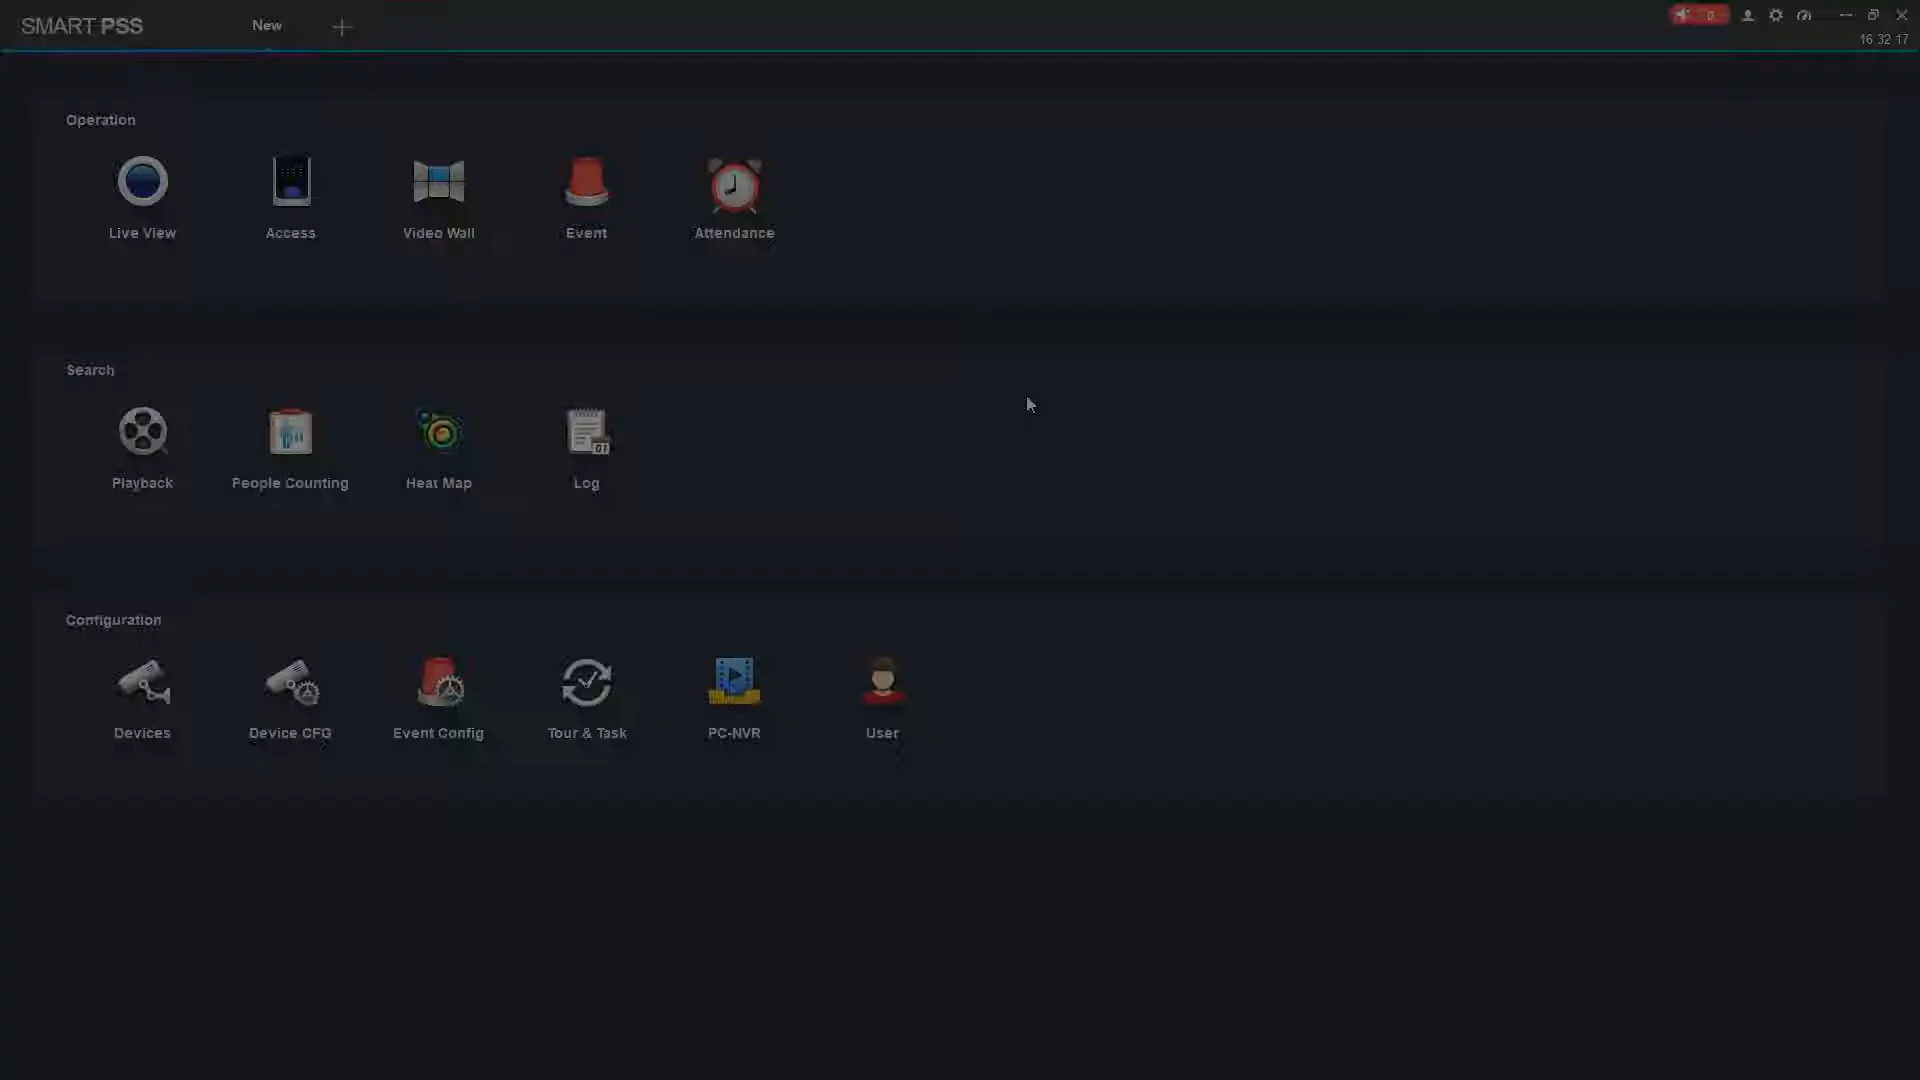 SMART PSS
New
16 32 17
Operation
Live View
Access
Video Wall
Event
Attendance
Search
Playback
People Counting
Heat Map
Log
Configuration
Devices
Device CFG
Event Config
Tour & Task
PC-NVR
User